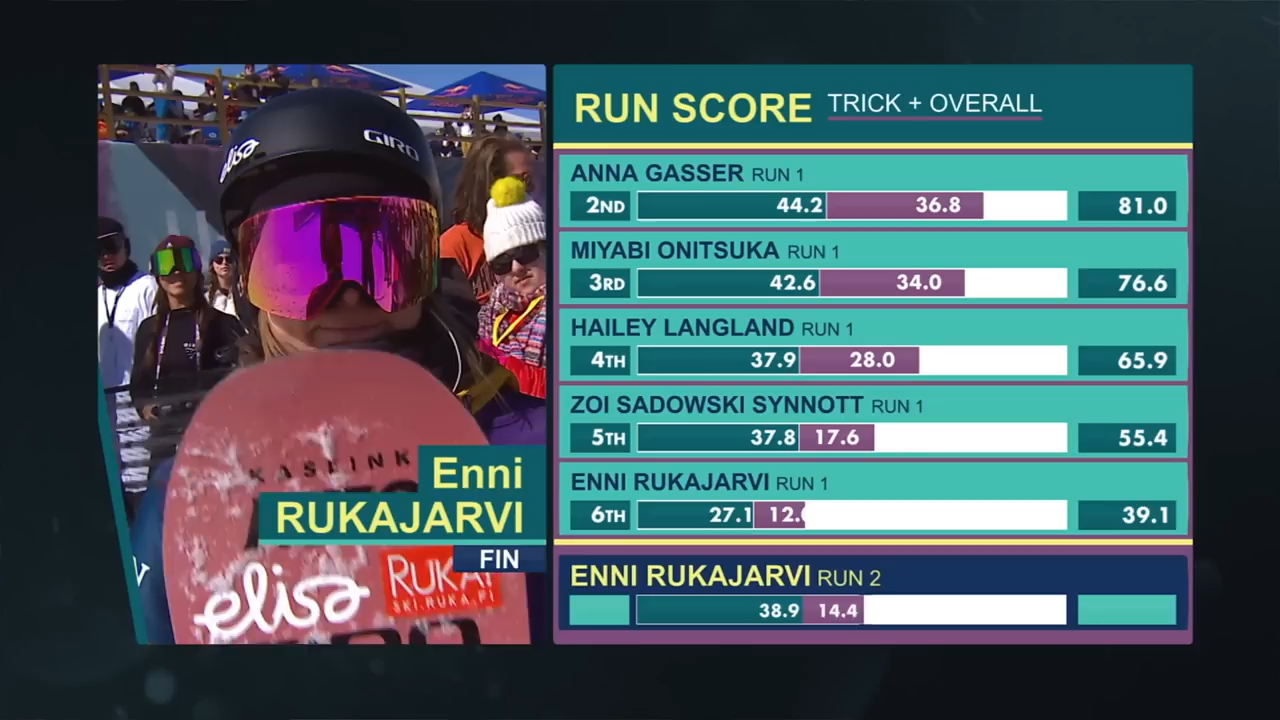 elisa
GIRO
KASLINK
elisa
RUKA!
SKI.RUKA.FI
Enni
RUKAJARVI
FIN
RUN SCORE TRICK + OVERALL
ANNA GASSER RUN 1
2ND 44.2 36.8 81.0
MIYABI ONITSUKA RUN 1
3RD 42.6 34.0 76.6
HAILEY LANGLAND RUN 1
4TH 37.9 28.0 65.9
ZOI SADOWSKI SYNNOTT RUN 1
5TH 37.8 17.6 55.4
ENNI RUKAJARVI RUN 1
6TH 27.1 12.0 39.1
ENNI RUKAJARVI RUN 2
38.9 14.4